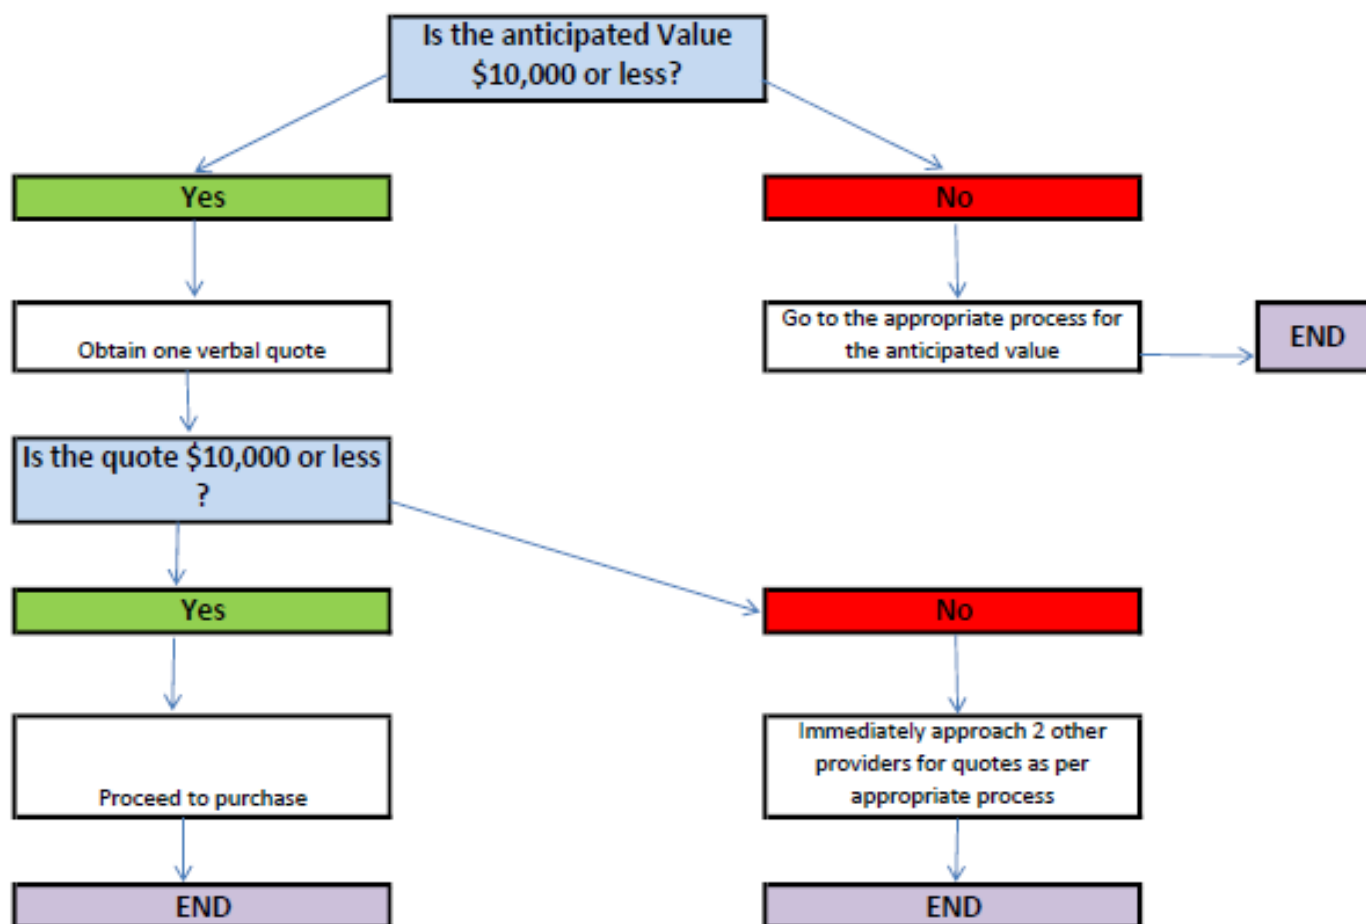 Is the anticipated Value
$10,000 or less?
Yes
No
Obtain one verbal quote
Go to the appropriate process for
the anticipated value
END
Is the quote $10,000 or less
?
Yes
No
Proceed to purchase
Immediately approach 2 other
providers for quotes as per
appropriate process
END
END